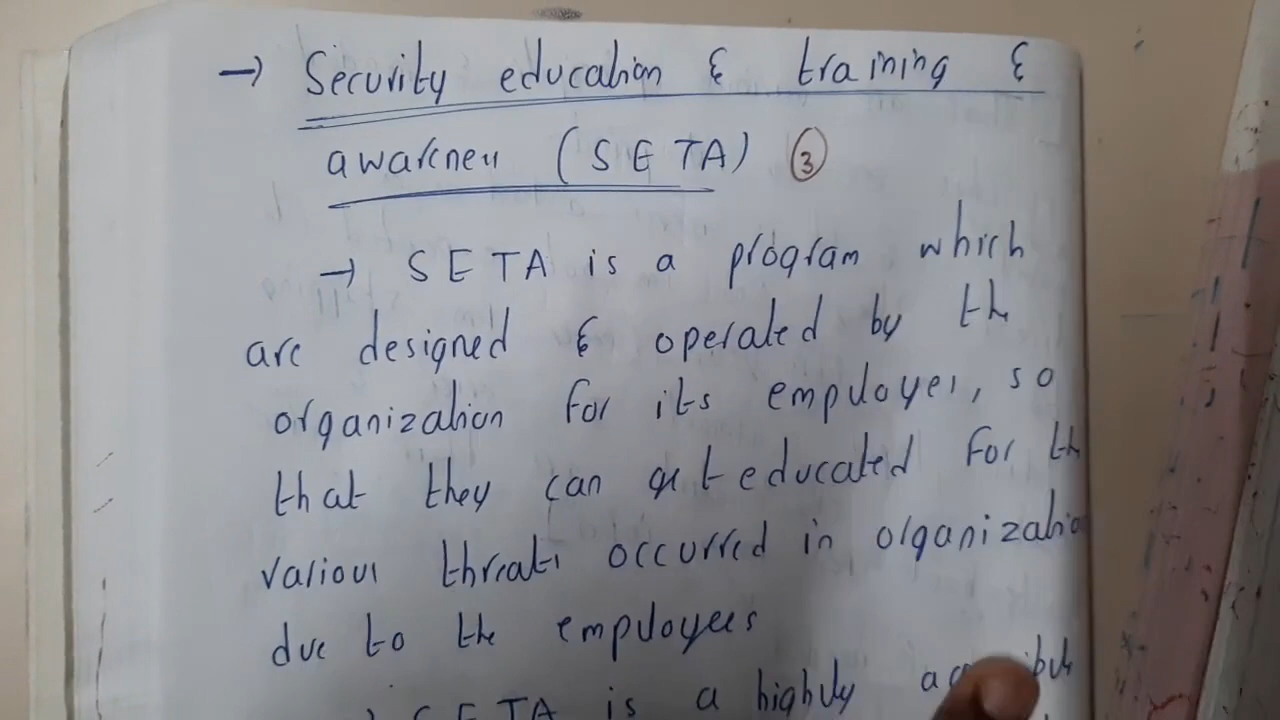 → Security education & training &
awareness (SETA) ③
→ SETA is a program which
are designed & operated by the
organization for its employes, so
that they can get educated for the
various threats occurred in organization
due to the employees
→ SETA is a highly